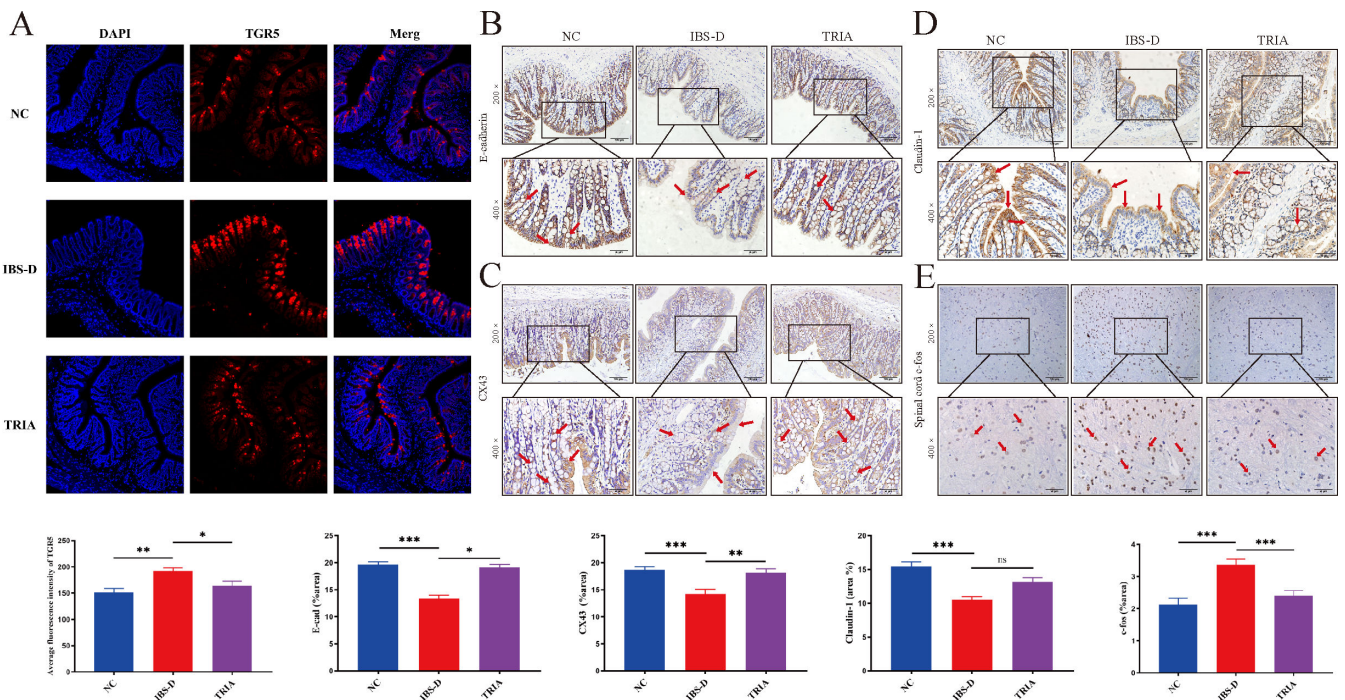 A
DAPI TGR5 Merg
NC
IBS-D
TRIA
B
NC IBS-D TRIA
200 ×
E-cadherin
400 ×
C
200 ×
CX43
400 ×
D
NC IBS-D TRIA
200 ×
Claudin-1
400 ×
E
200 ×
Spinal cord c-fos
400 ×
Average fluorescence intensity of TGR5
250
200
150
100
50
0
** *
NC IBS-D TRIA
E-cad (%area)
25
20
15
10
5
0
*** *
NC IBS-D TRIA
CX43 (%area)
25
20
15
10
5
0
*** **
NC IBS-D TRIA
Claudin-1 (area %)
20
15
10
5
0
*** ns
NC IBS-D TRIA
c-fos (%area)
4
3
2
1
0
*** ***
NC IBS-D TRIA